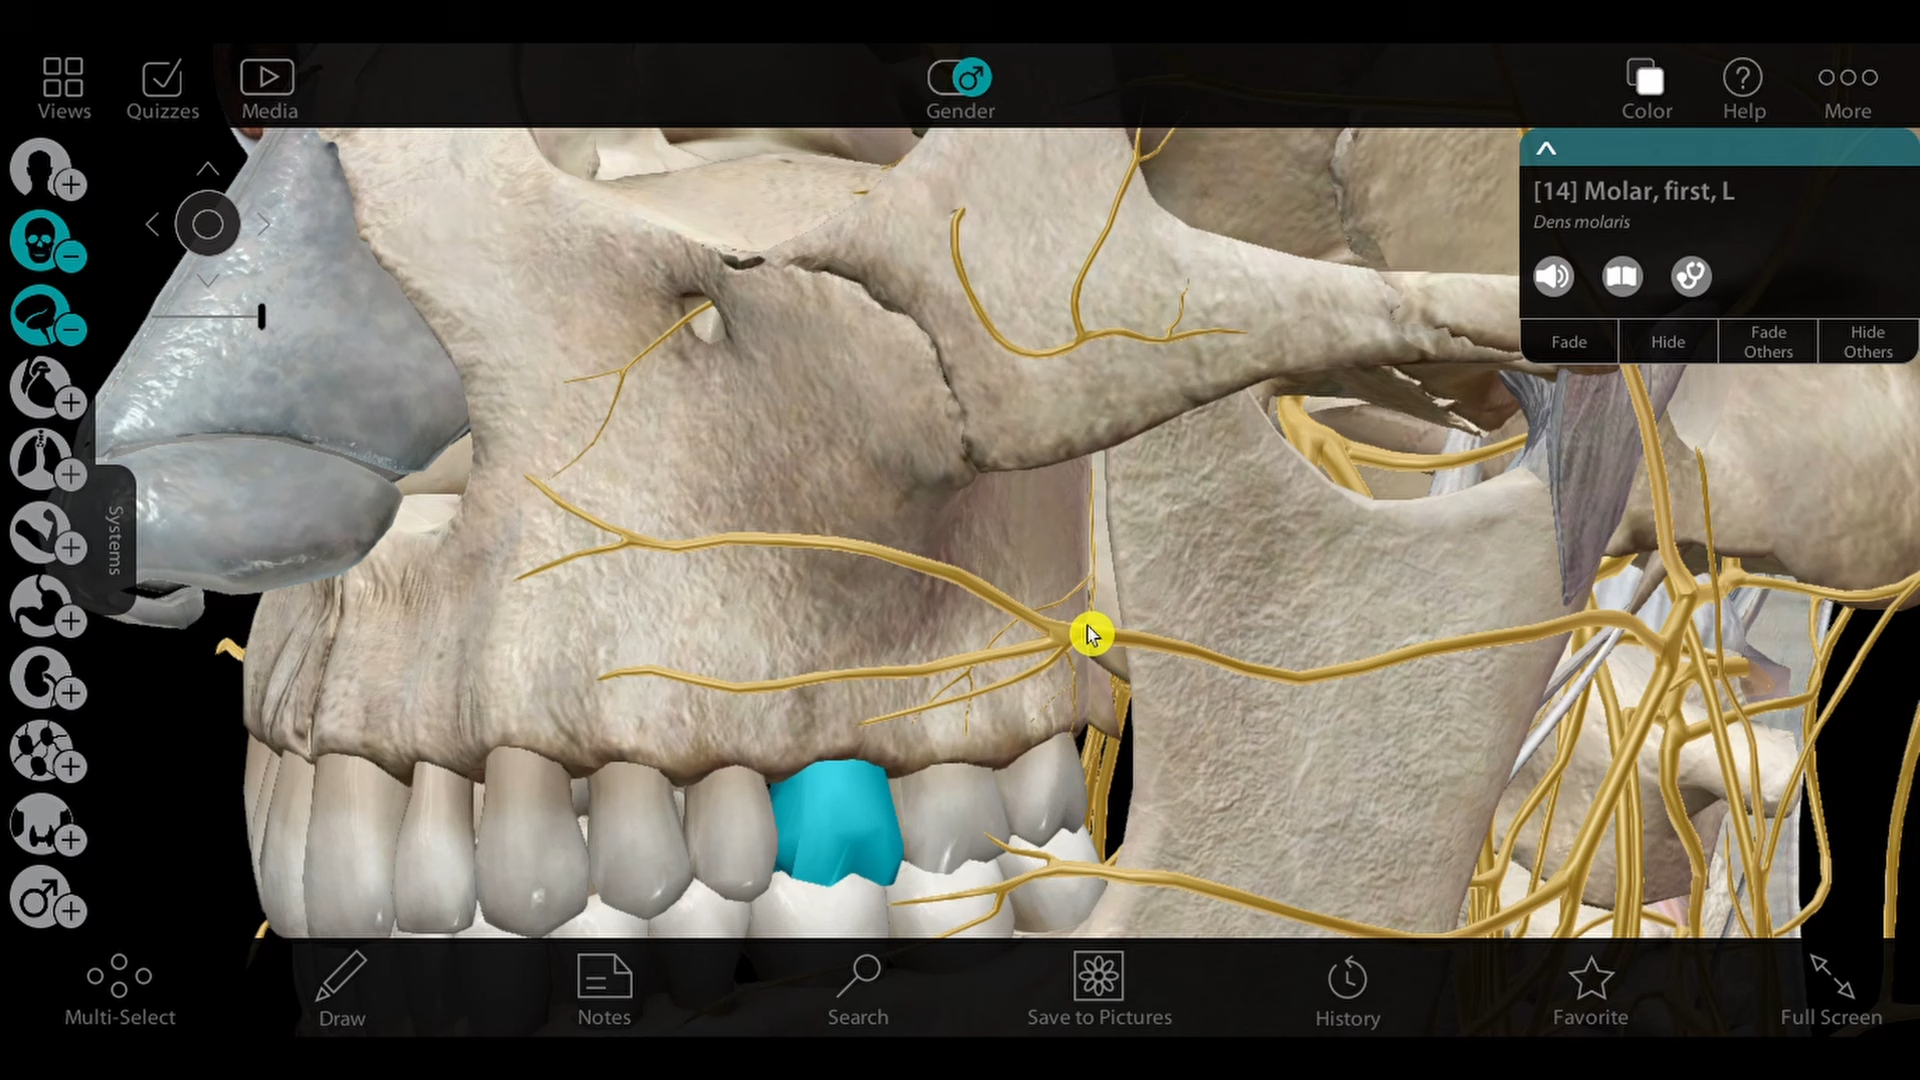 Views
Quizzes
Media
Gender
Color
Help
More
[14] Molar, first, L
Dens molaris
Fade
Hide
Fade
Others
Hide
Others
Systems
Multi-Select
Draw
Notes
Search
Save to Pictures
History
Favorite
Full Screen